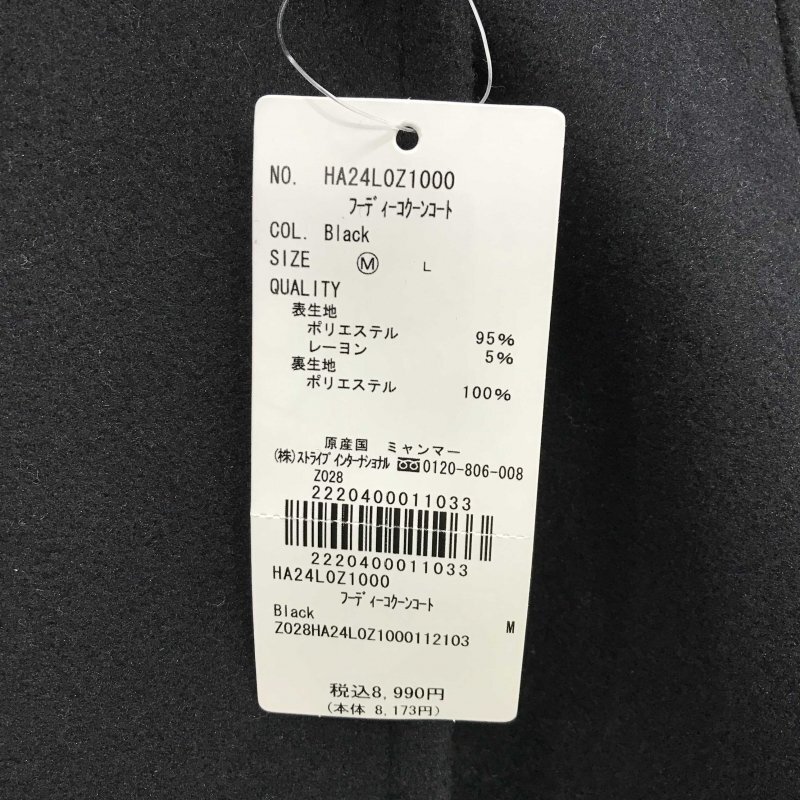 NO. HA24L0Z1000
フーディーコクーンコート
COL. Black
SIZE Ⓜ L
QUALITY
表生地
ポリエステル 95%
レーヨン 5%
裏生地
ポリエステル 100%
原産国 ミャンマー
(株)ストライプインターナショナル 0120-806-008
Z028
2220400011033
2220400011033
HA24L0Z1000
フーディーコクーンコート
Black M
Z028HA24L0Z1000112103
税込8,990円
(本体 8,173円)